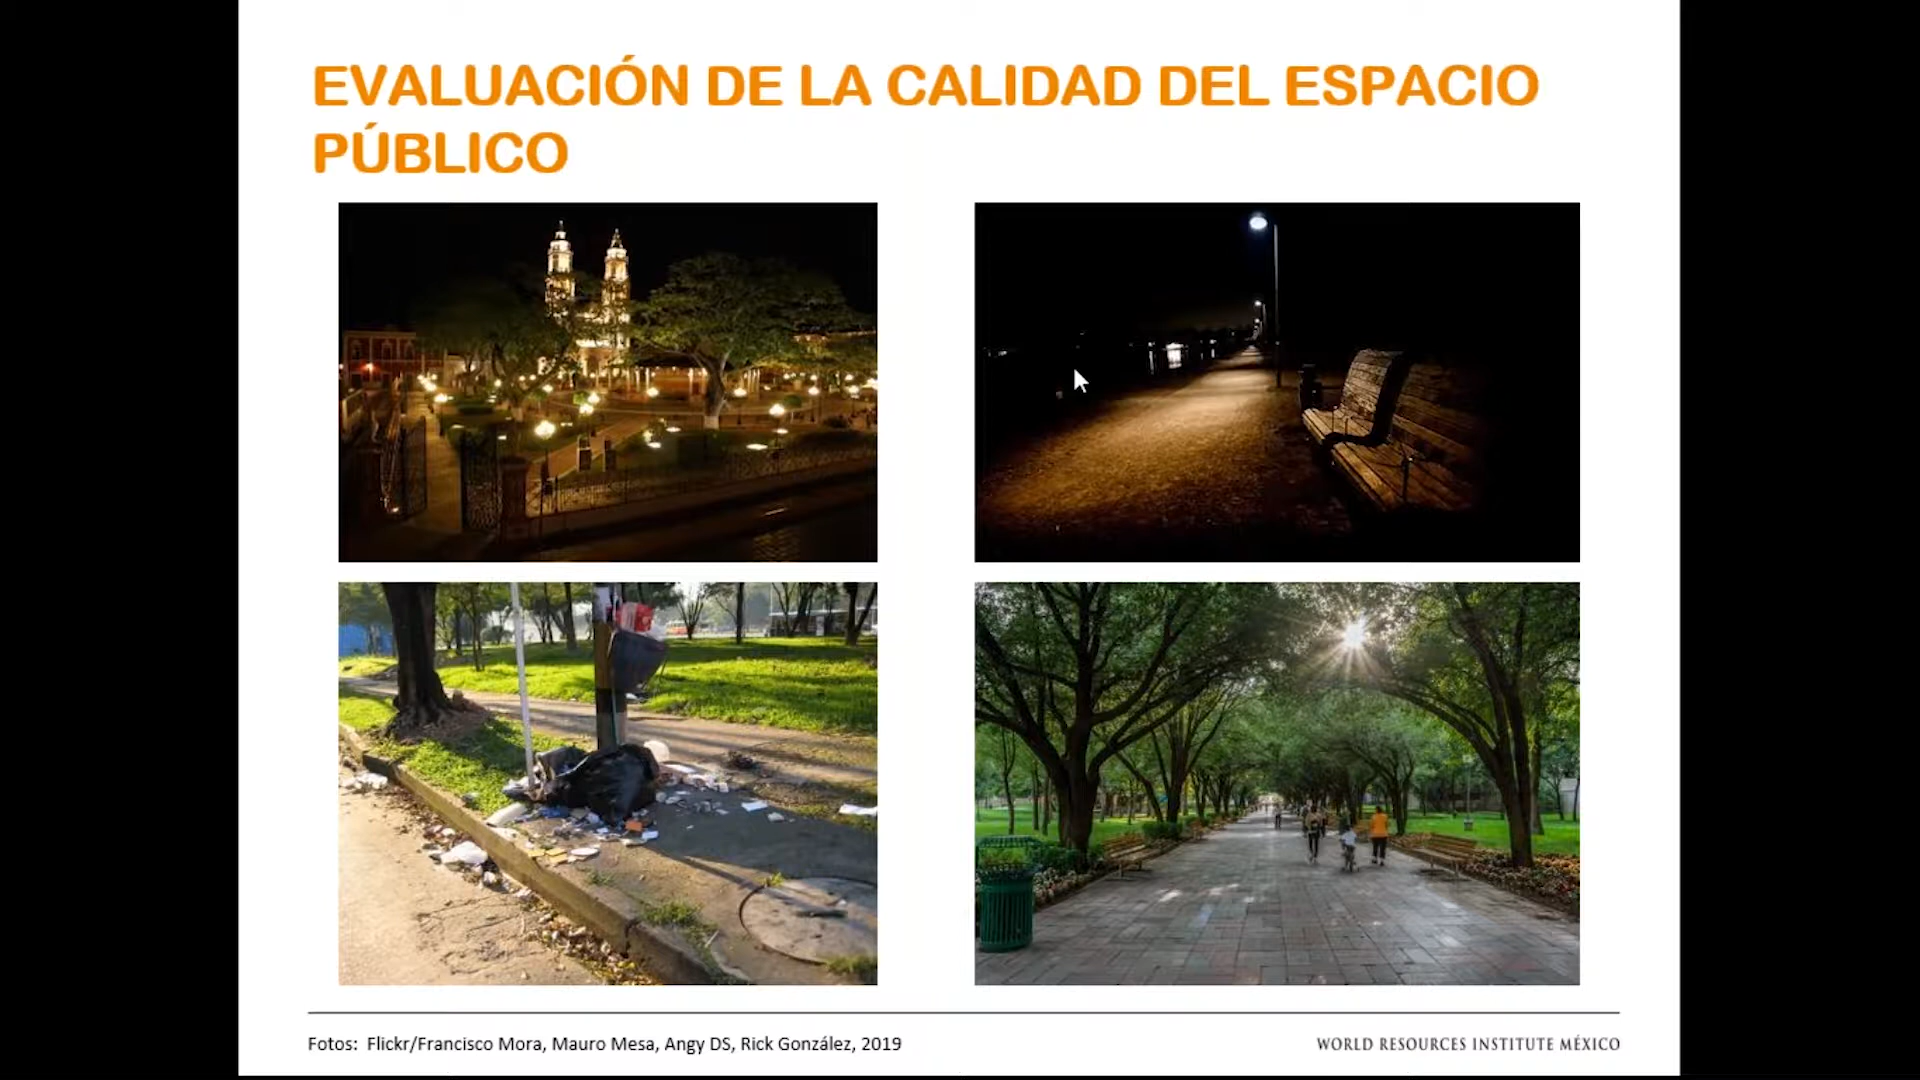 EVALUACIÓN DE LA CALIDAD DEL ESPACIO
PÚBLICO
Fotos: Flickr/Francisco Mora, Mauro Mesa, Angy DS, Rick González, 2019
WORLD RESOURCES INSTITUTE MÉXICO